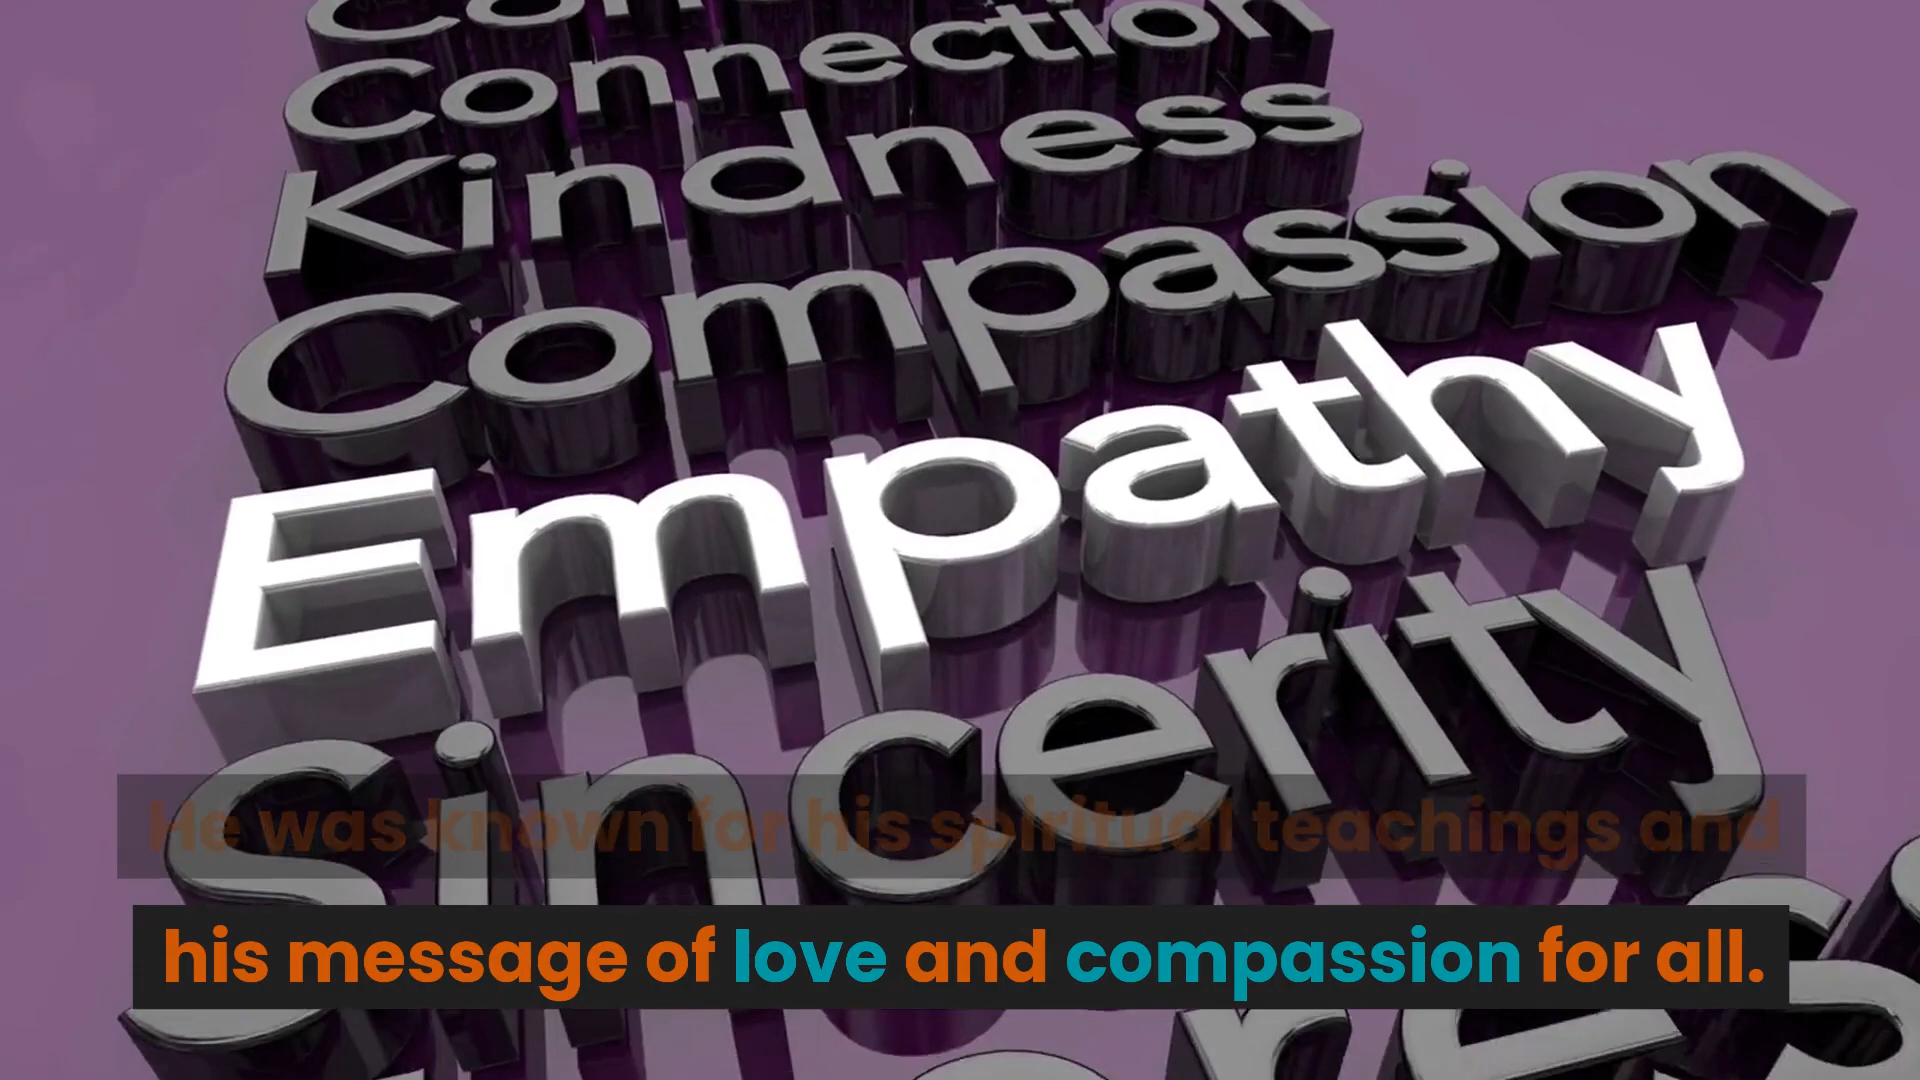 Connection
Kindness
Compassion
Empathy
Sincerity
He was known for his spiritual teachings and
his message of love and compassion for all.